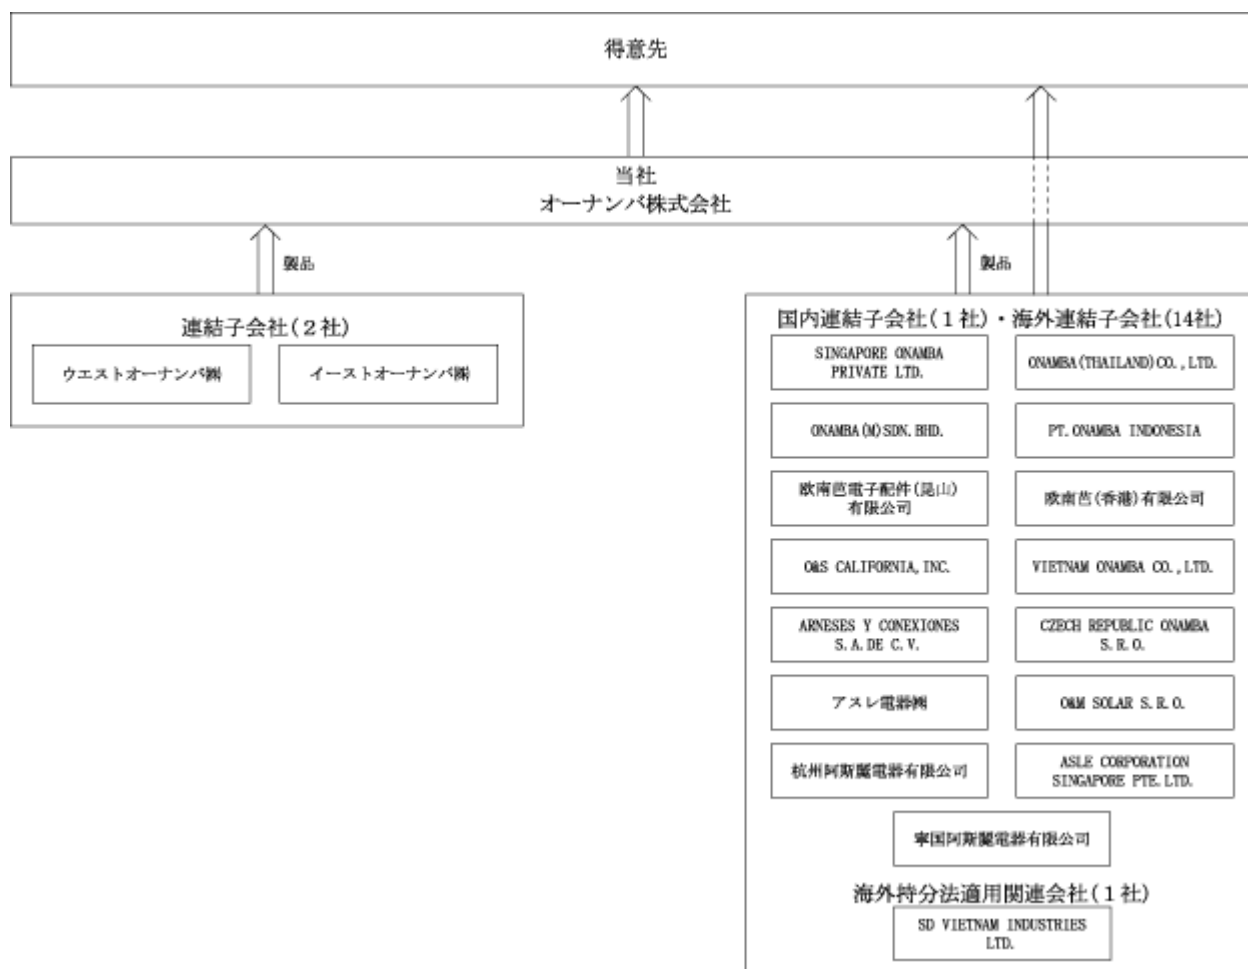 得意先
当社
オーナンバ株式会社
製品
製品
連結子会社(2社)
ウエストオーナンバ㈱
イーストオーナンバ㈱
国内連結子会社(1社)・海外連結子会社(14社)
SINGAPORE ONAMBA
PRIVATE LTD.
ONAMBA(THAILAND)CO.,LTD.
ONAMBA(M)SDN.BHD.
PT.ONAMBA INDONESIA
欧南芭電子配件(昆山)
有限公司
欧南芭(香港)有限公司
O&S CALIFORNIA,INC.
VIETNAM ONAMBA CO.,LTD.
ARNESES Y CONEXIONES
S.A.DE C.V.
CZECH REPUBLIC ONAMBA
S.R.O.
アスレ電器㈱
O&M SOLAR S.R.O.
杭州阿斯麗電器有限公司
ASLE CORPORATION
SINGAPORE PTE.LTD.
寧国阿斯麗電器有限公司
海外持分法適用関連会社(1社)
SD VIETNAM INDUSTRIES
LTD.